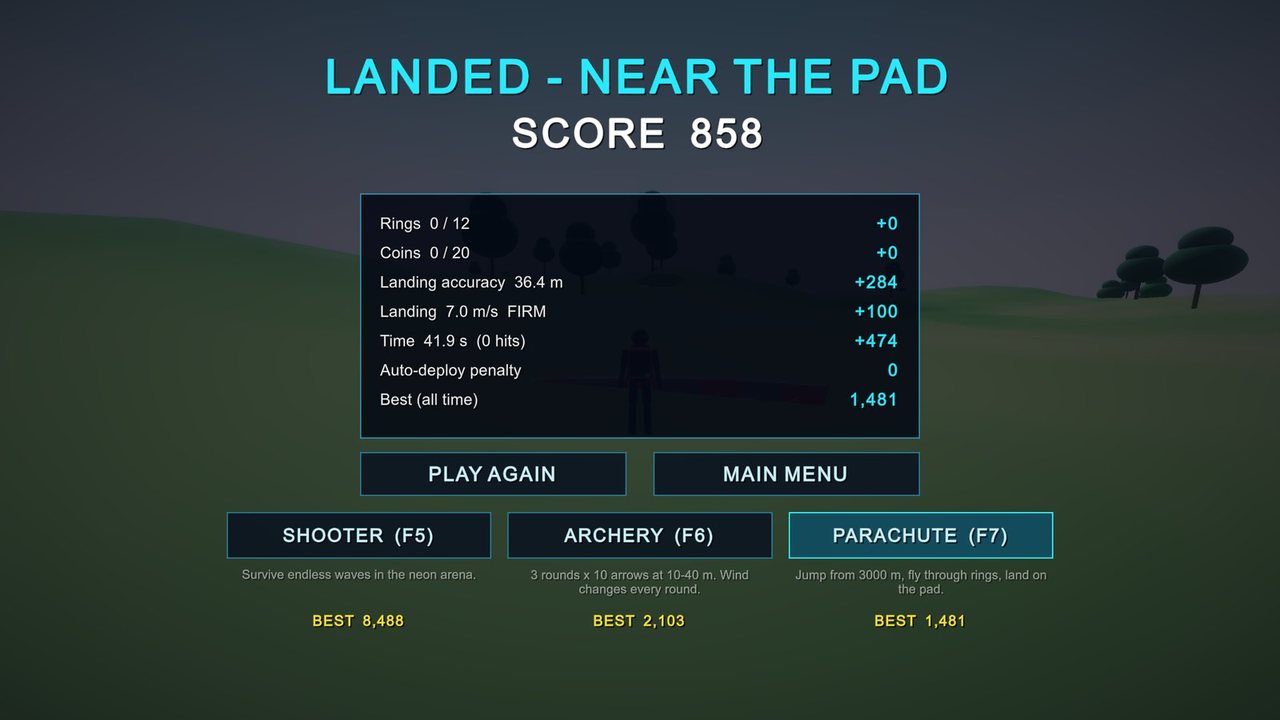 LANDED - NEAR THE PAD
SCORE 858
Rings 0 / 12 +0
Coins 0 / 20 +0
Landing accuracy 36.4 m +284
Landing 7.0 m/s FIRM +100
Time 41.9 s (0 hits) +474
Auto-deploy penalty 0
Best (all time) 1,481
PLAY AGAIN
MAIN MENU
SHOOTER (F5)
Survive endless waves in the neon arena.
BEST 8,488
ARCHERY (F6)
3 rounds x 10 arrows at 10-40 m. Wind
changes every round.
BEST 2,103
PARACHUTE (F7)
Jump from 3000 m, fly through rings, land on
the pad.
BEST 1,481